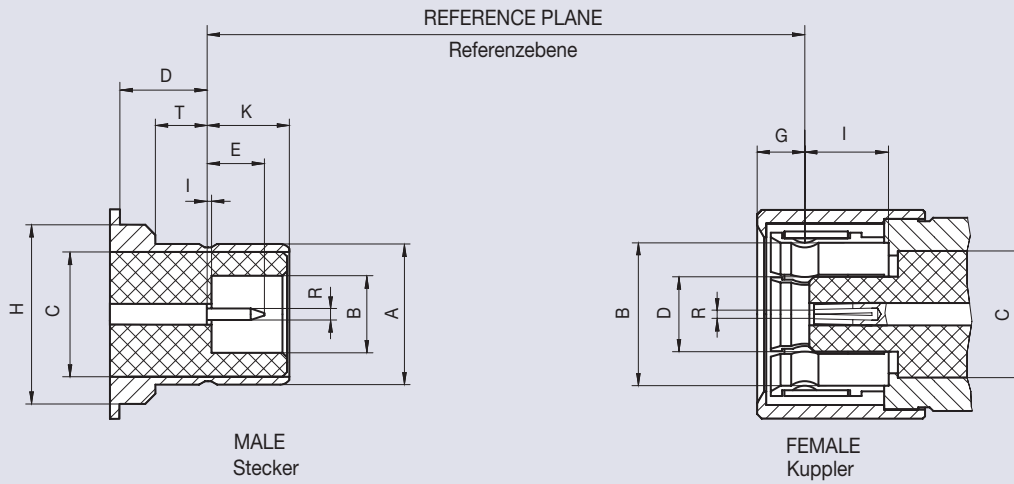 REFERENCE PLANE
Referenzebene
D
T
K
E
I
R
B
A
H
C
MALE
Stecker
G
I
B
D
R
C
FEMALE
Kuppler